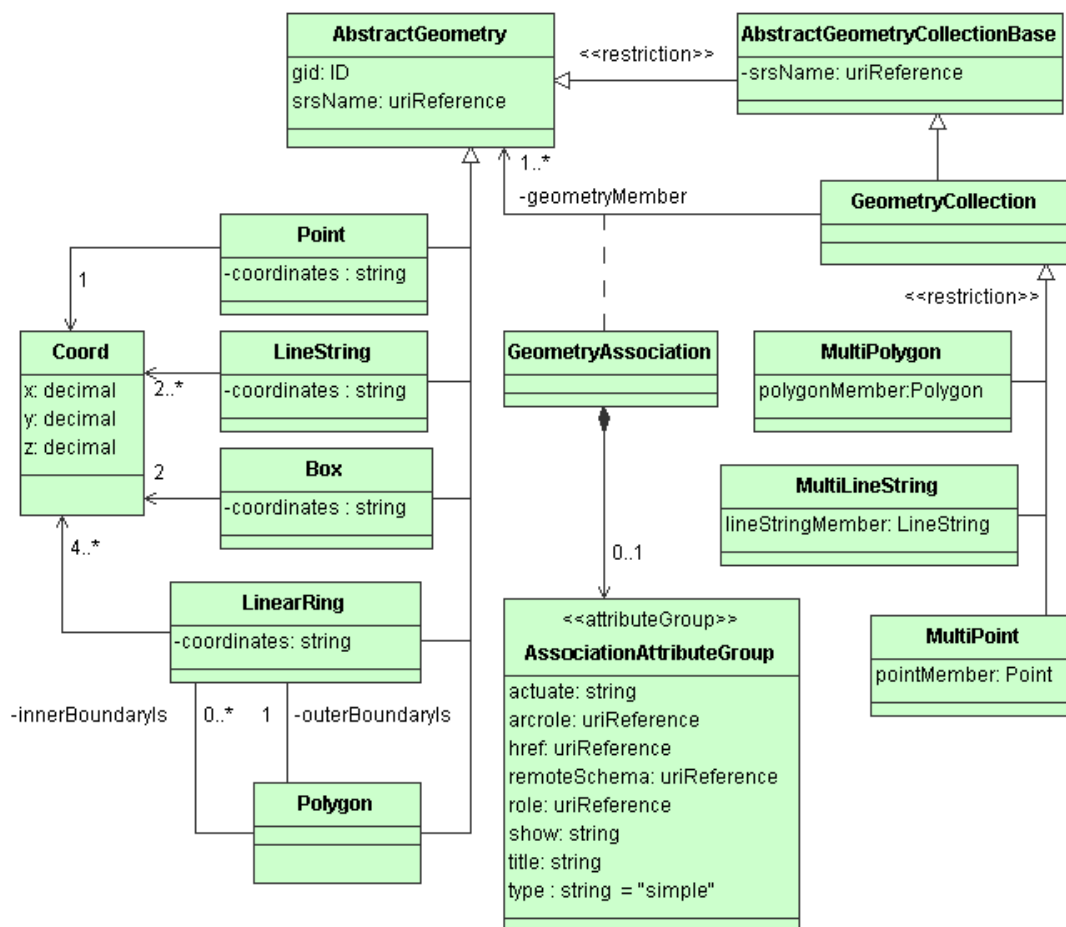 AbstractGeometry
gid: ID
srsName: uriReference
<<restriction>>
AbstractGeometryCollectionBase
-srsName: uriReference
1..*
-geometryMember
GeometryCollection
Point
-coordinates : string
1
<<restriction>>
Coord
x: decimal
y: decimal
z: decimal
LineString
-coordinates : string
2..*
GeometryAssociation
MultiPolygon
polygonMember:Polygon
Box
-coordinates : string
2
MultiLineString
lineStringMember: LineString
4..*
0..1
LinearRing
-coordinates: string
<<attributeGroup>>
AssociationAttributeGroup
actuate: string
arcrole: uriReference
href: uriReference
remoteSchema: uriReference
role: uriReference
show: string
title: string
type : string = "simple"
MultiPoint
pointMember: Point
-innerBoundaryIs
0..*
1
-outerBoundaryIs
Polygon